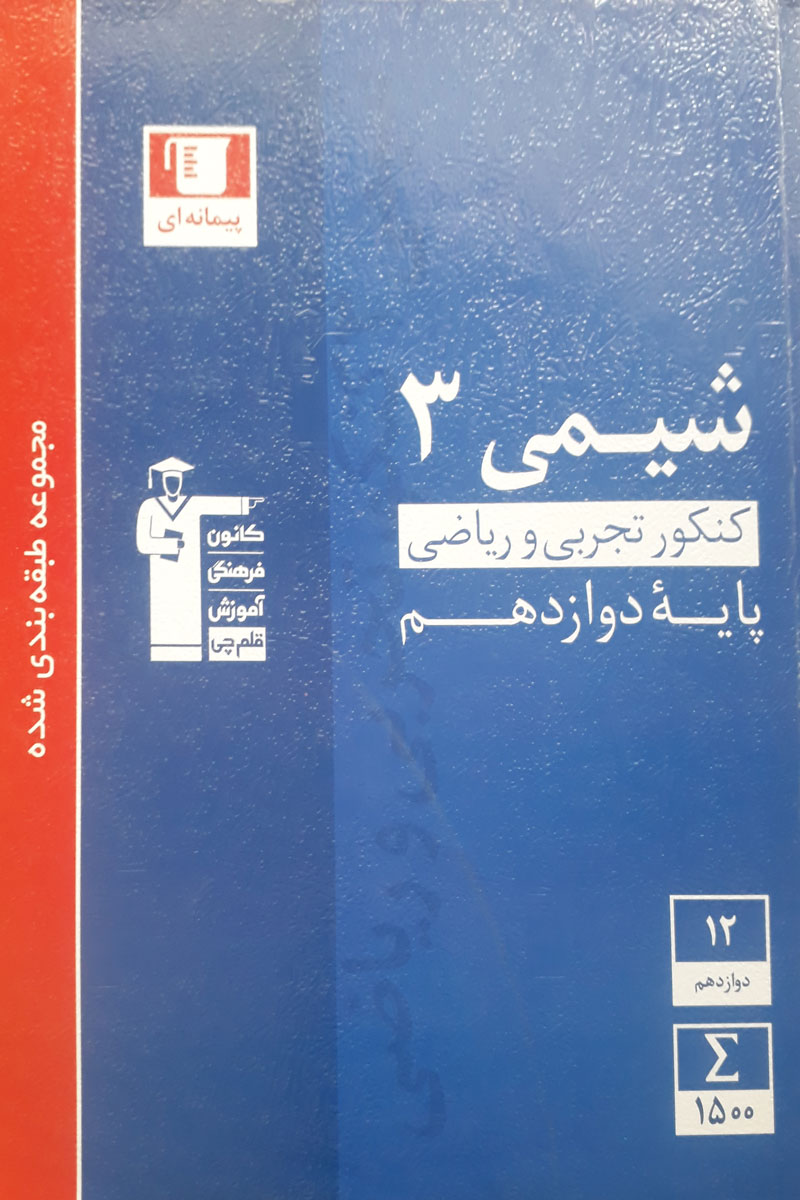 پیمانه‌ای
شیمی ۳
کنکور تجربی و ریاضی
پایۀ دوازدهم
کانون
فرهنگی
آموزش
قلم‌چی
مجموعه طبقه‌بندی شده
۱۲
دوازدهم
Σ
۱۵۰۰